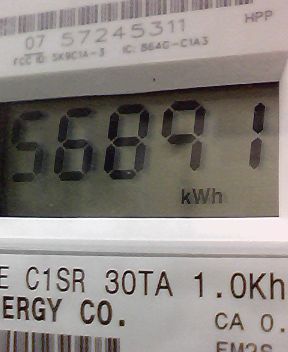 HPP
07 57245311
FCC ID: SK9C1A-3 IC: 864G-C1A3
56891
kWh
E C1SR 30TA 1.0Kh
ERGY CO.
CA 0.
EM2S